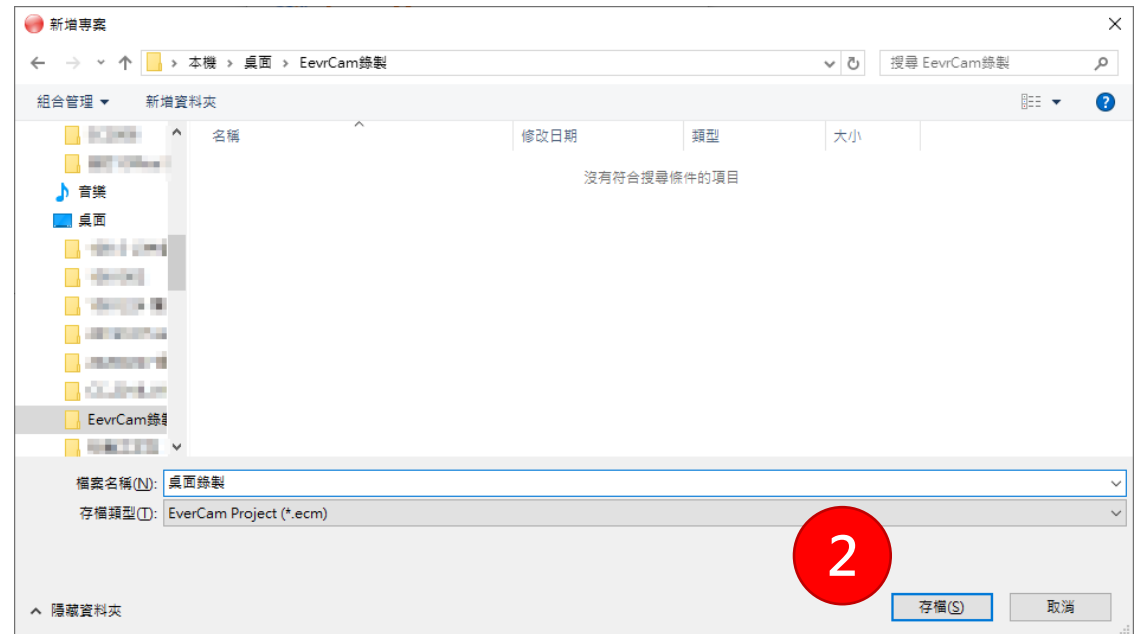 新增專案
本機 › 桌面 › EevrCam錄製
搜尋 EevrCam錄製
組合管理 新增資料夾
名稱 修改日期 類型 大小
沒有符合搜尋條件的項目
音樂
桌面
EevrCam錄
檔案名稱(N): 桌面錄製
存檔類型(T): EverCam Project (*.ecm)
2
隱藏資料夾
存檔(S) 取消